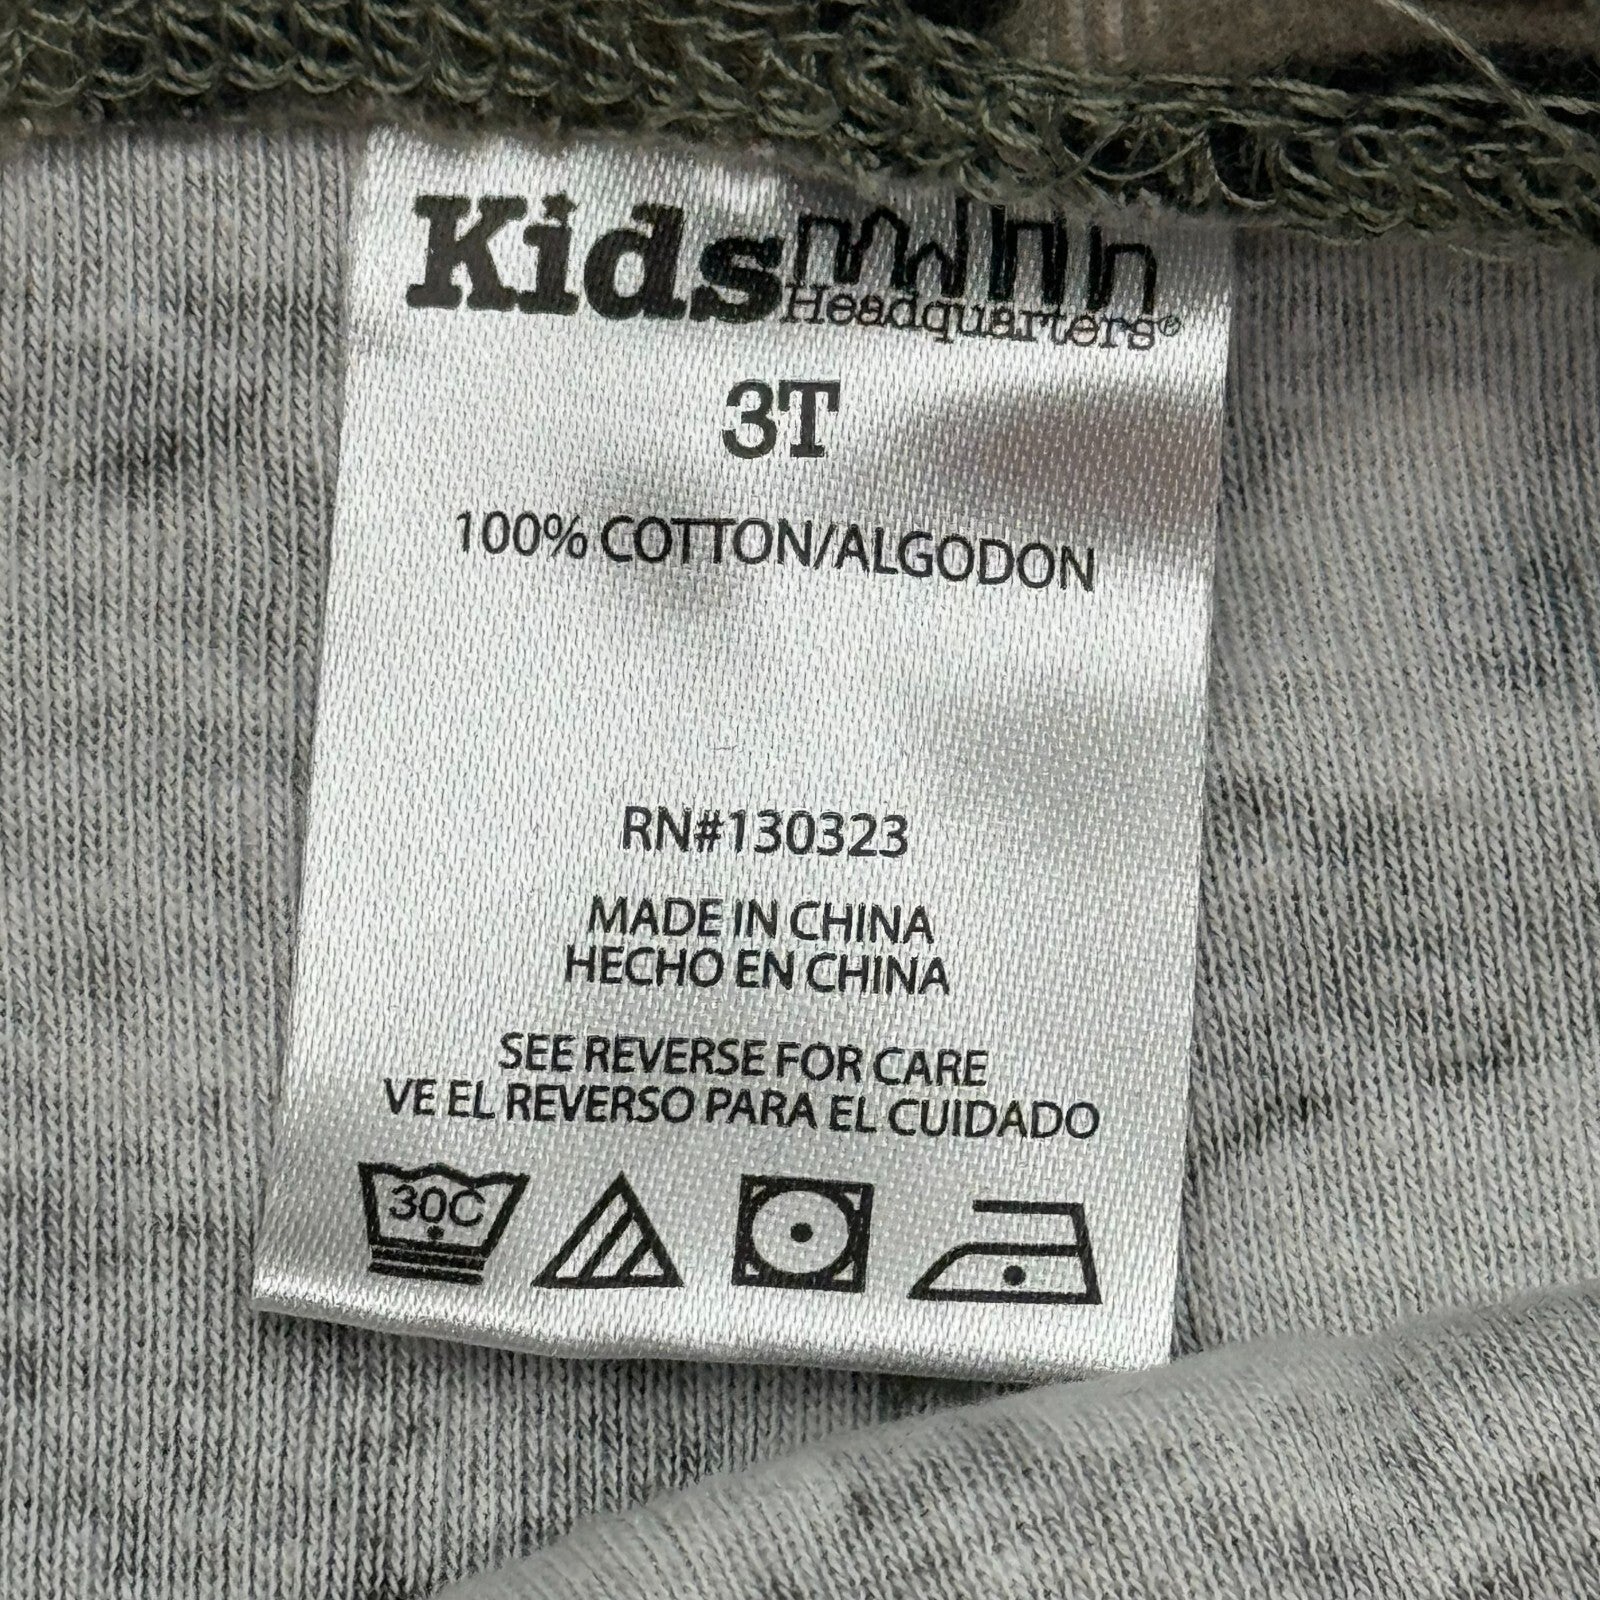 Kids Headquarters®
3T
100% COTTON/ALGODON
RN#130323
MADE IN CHINA
HECHO EN CHINA
SEE REVERSE FOR CARE
VE EL REVERSO PARA EL CUIDADO
30C